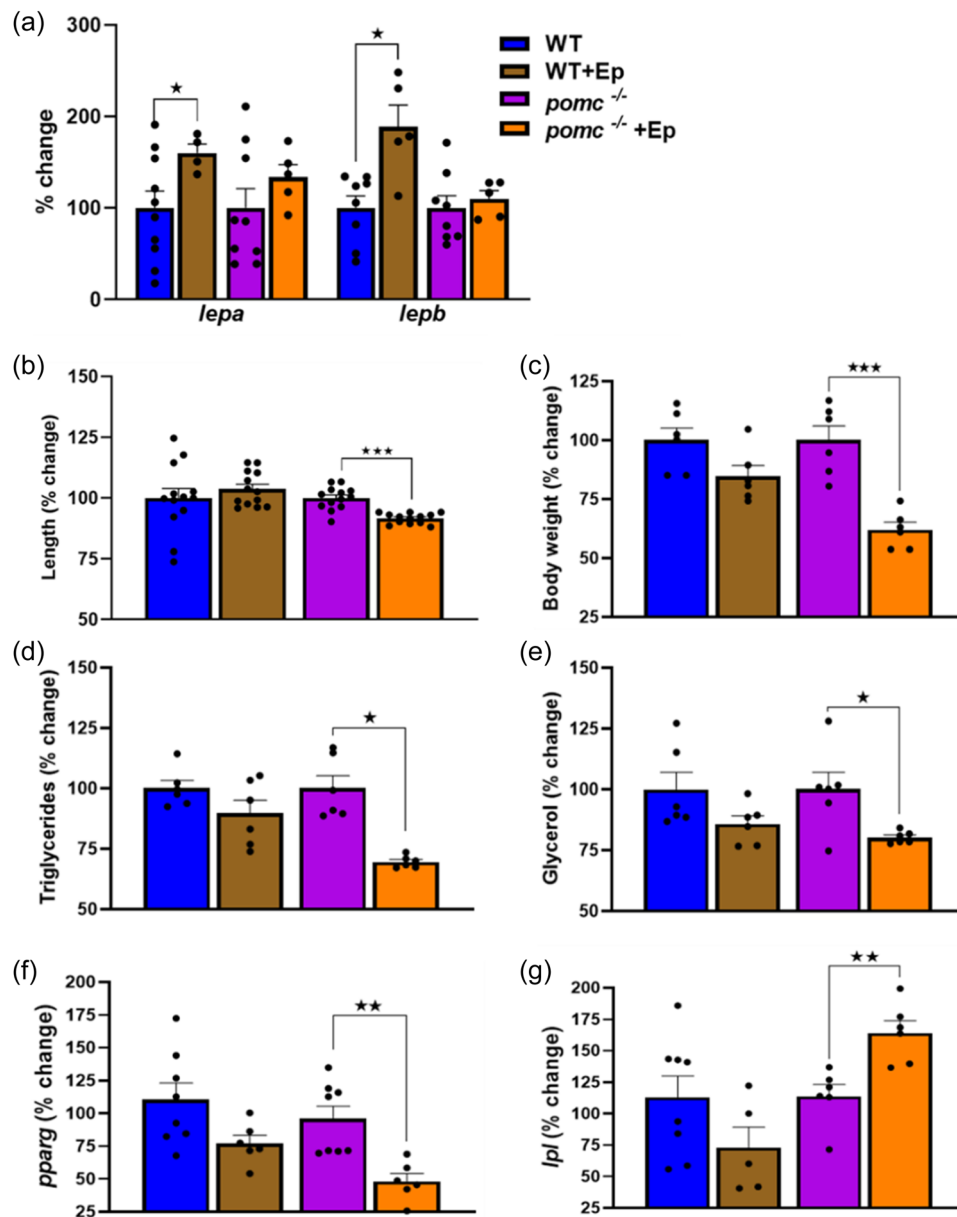 (a)
300
200
100
0
% change
★
★
lepa
lepb
WT
WT+Ep
pomc -/-
pomc -/- +Ep
(b)
150
125
100
75
50
Length (% change)
★★★
(c)
125
100
75
50
25
Body weight (% change)
★★★
(d)
150
125
100
75
50
Triglycerides (% change)
★
(e)
150
125
100
75
50
Glycerol (% change)
★
(f)
200
175
150
125
100
75
50
25
pparg (% change)
★★
(g)
200
175
150
125
100
75
50
25
lpl (% change)
★★